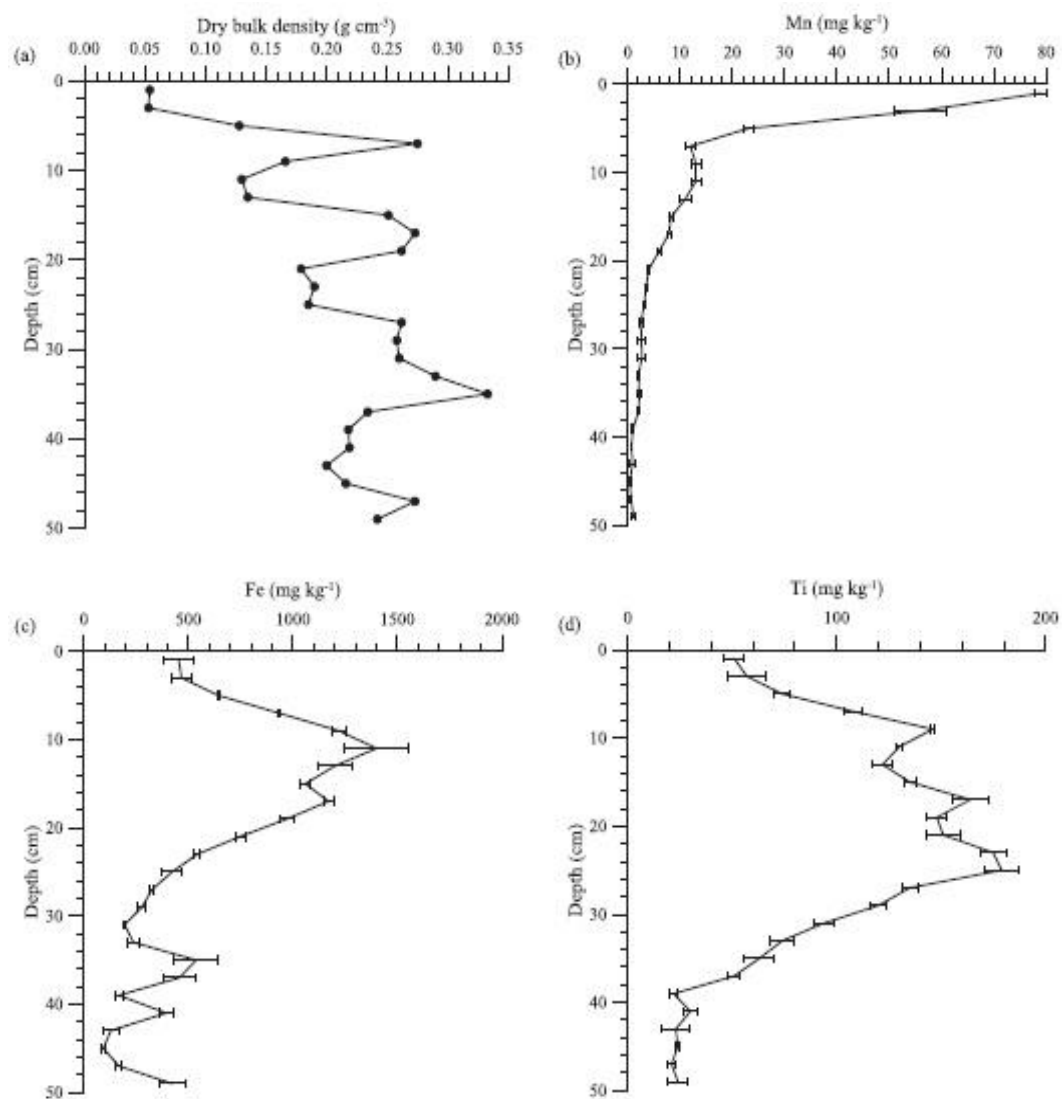 Dry bulk density (g cm⁻³)
(a)
0.00 0.05 0.10 0.15 0.20 0.25 0.30 0.35
0
10
20
30
40
50
Depth (cm)
Mn (mg kg⁻¹)
(b)
0 10 20 30 40 50 60 70 80
0
10
20
30
40
50
Depth (cm)
Fe (mg kg⁻¹)
(c)
0 500 1000 1500 2000
0
10
20
30
40
50
Depth (cm)
Ti (mg kg⁻¹)
(d)
0 100 200
0
10
20
30
40
50
Depth (cm)